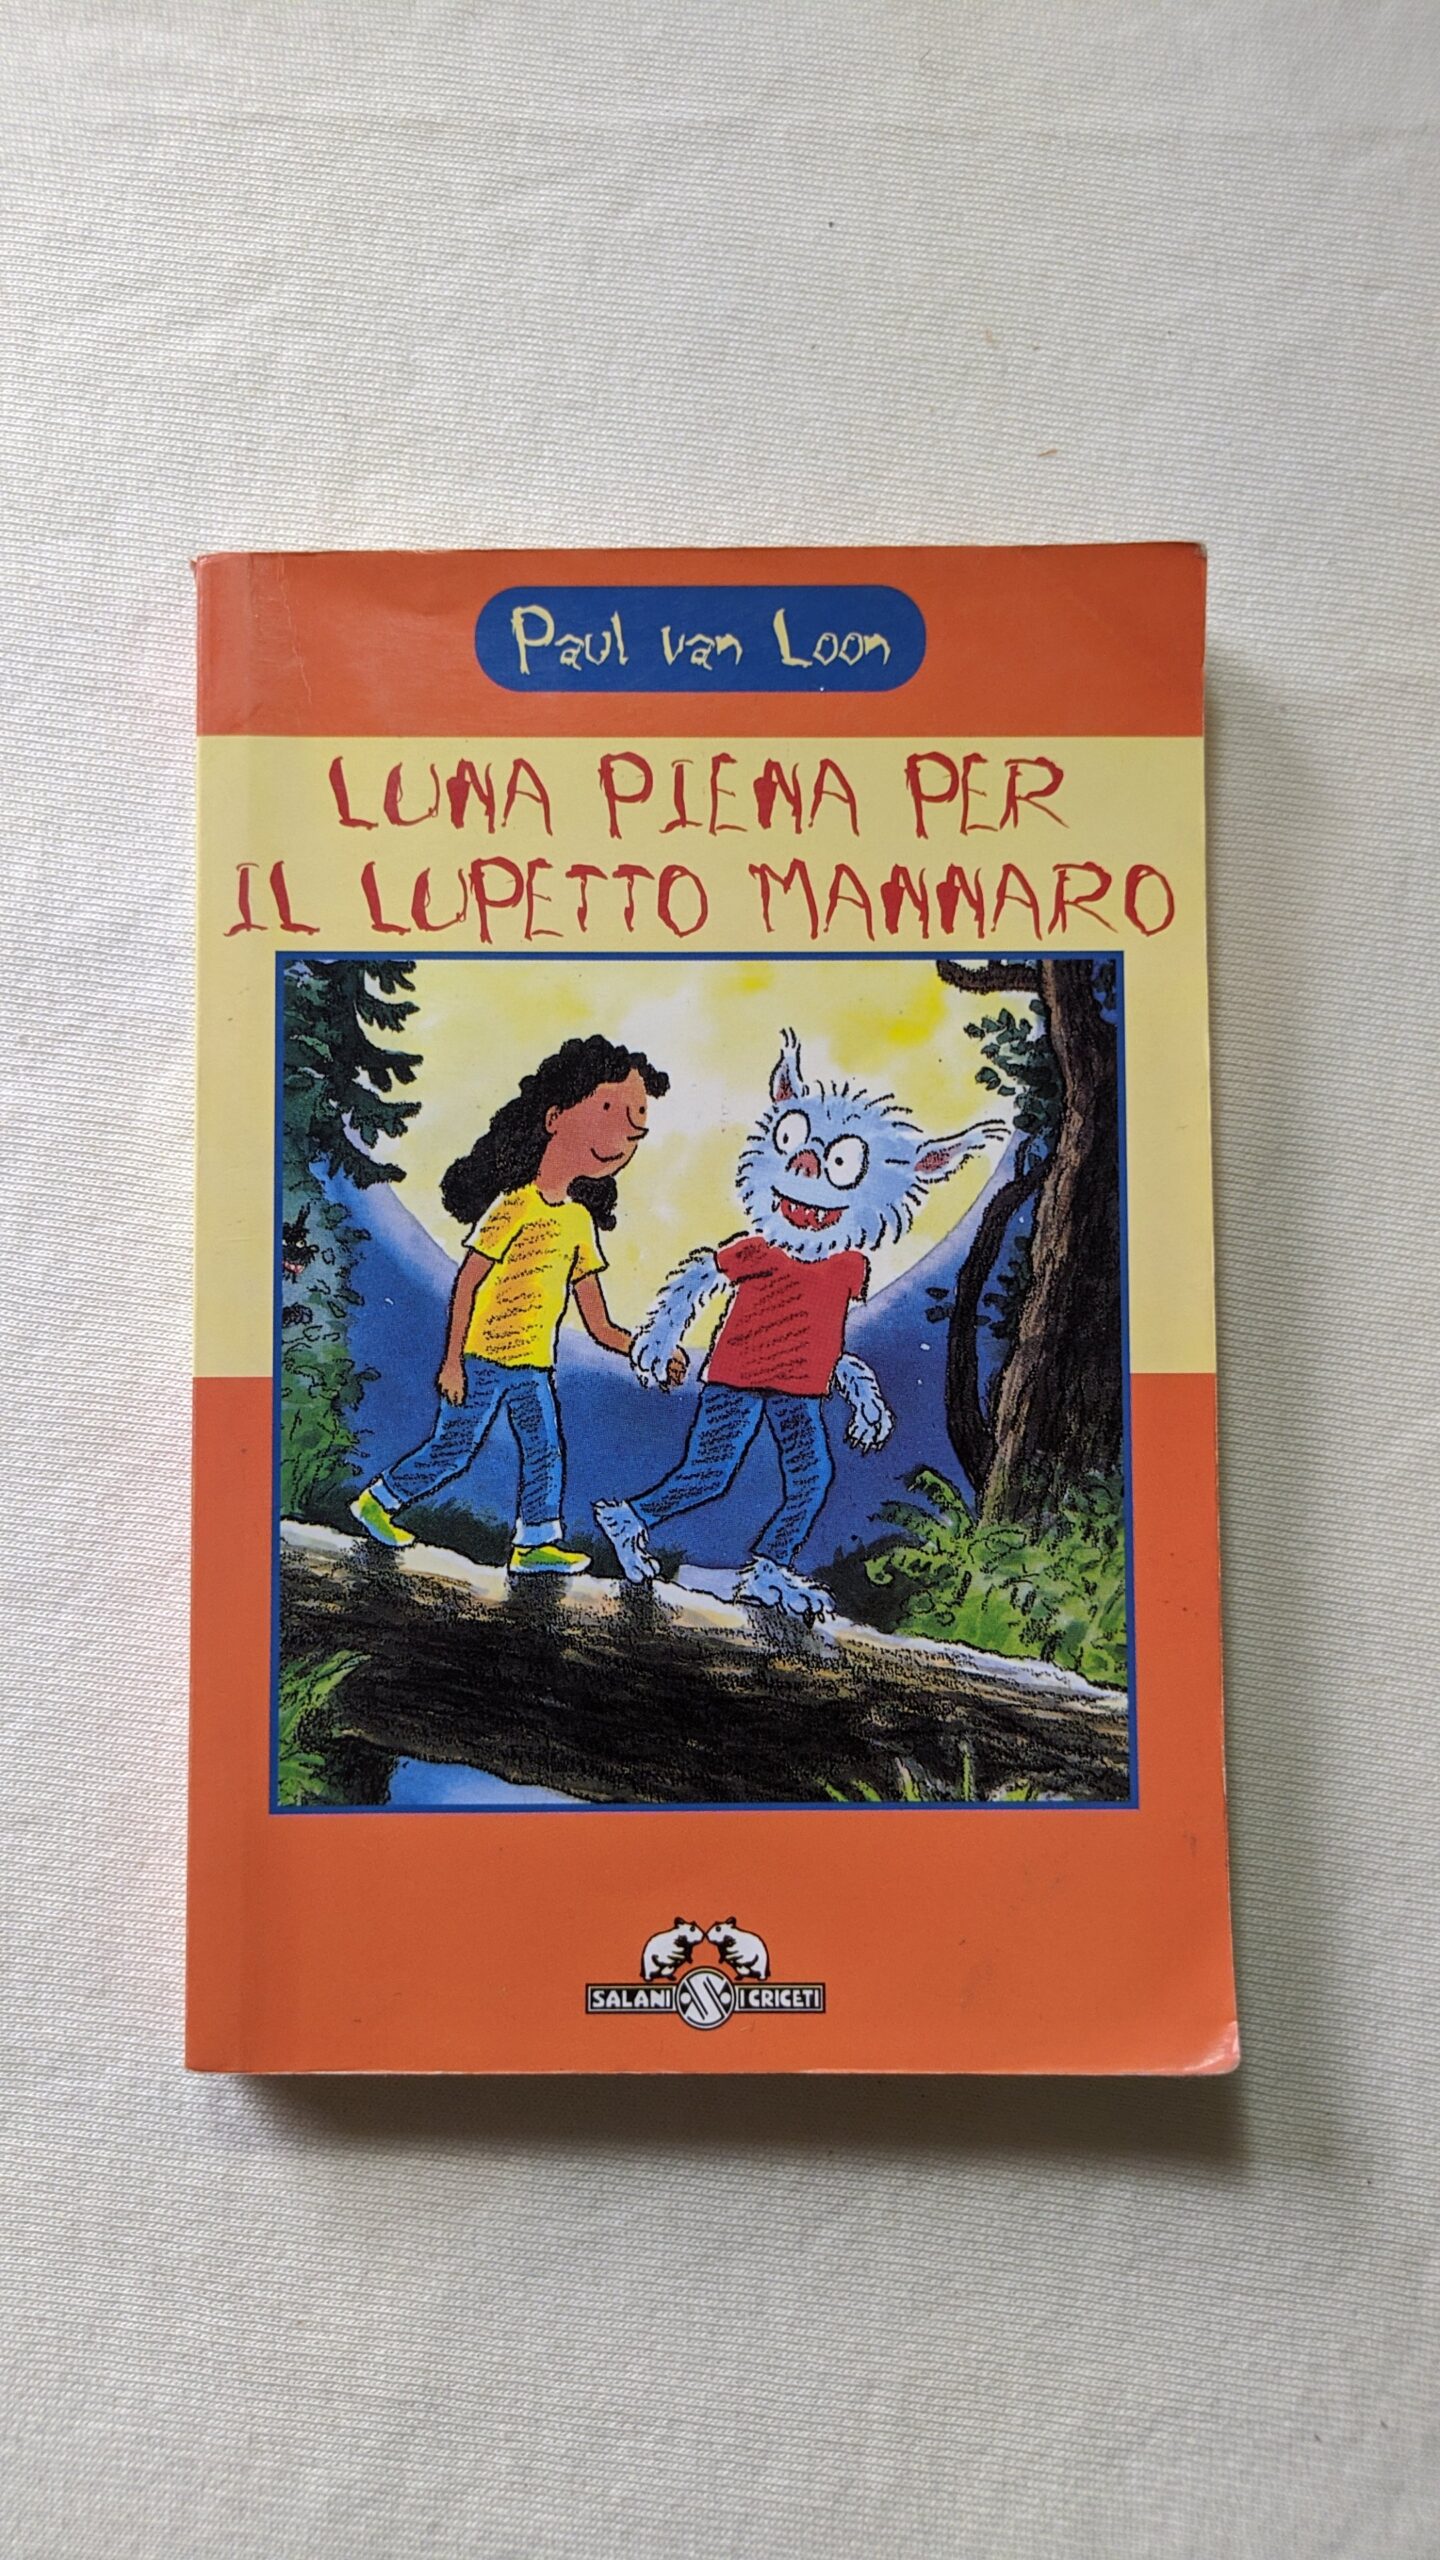 Paul van Loon
LUNA PIENA PER
IL LUPETTO MANNARO
SALANI S I CRICETI